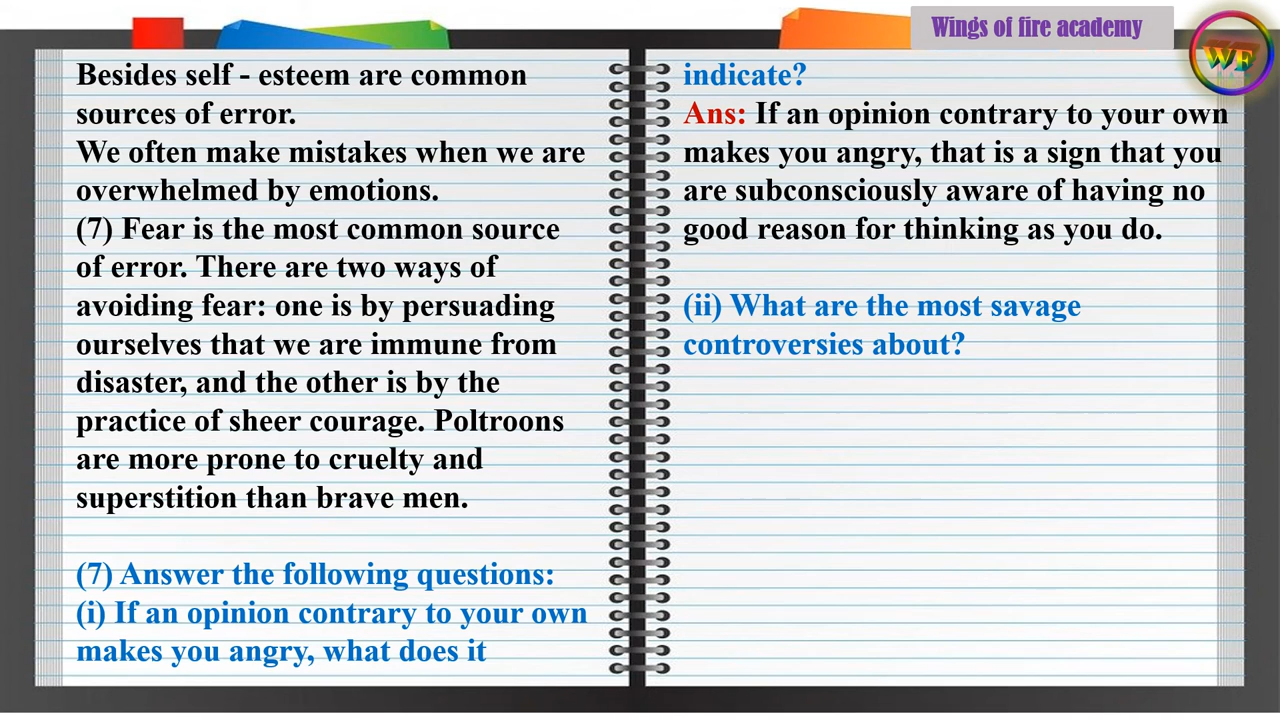 Wings of fire academy
WF
Besides self - esteem are common
sources of error.
We often make mistakes when we are
overwhelmed by emotions.
(7) Fear is the most common source
of error. There are two ways of
avoiding fear: one is by persuading
ourselves that we are immune from
disaster, and the other is by the
practice of sheer courage. Poltroons
are more prone to cruelty and
superstition than brave men.
(7) Answer the following questions:
(i) If an opinion contrary to your own
makes you angry, what does it
indicate?
Ans: If an opinion contrary to your own
makes you angry, that is a sign that you
are subconsciously aware of having no
good reason for thinking as you do.
(ii) What are the most savage
controversies about?